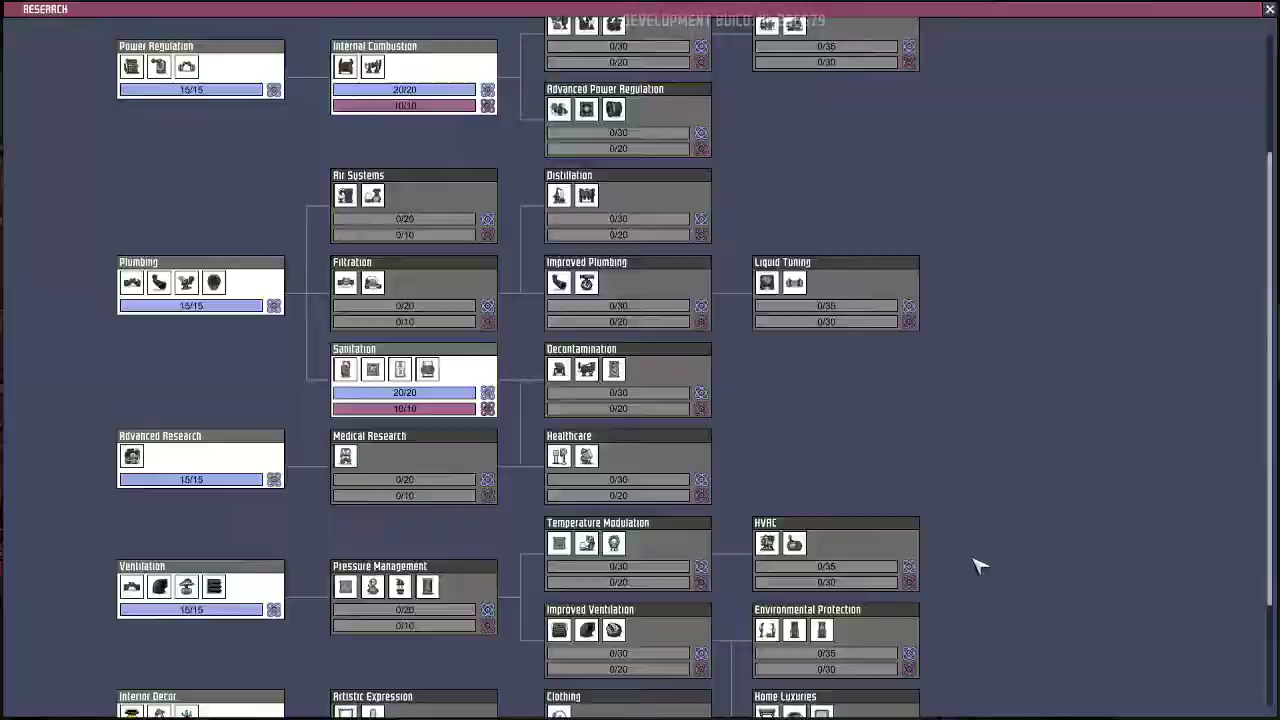 RESEARCH
DEVELOPMENT BUILD
0/30
0/20
0/35
0/30
Power Regulation
15/15
Internal Combustion
20/20
10/10
Advanced Power Regulation
0/30
0/20
Air Systems
0/20
0/10
Distillation
0/30
0/20
Plumbing
15/15
Filtration
0/20
0/10
Improved Plumbing
0/30
0/20
Liquid Tuning
0/35
0/30
Sanitation
20/20
10/10
Decontamination
0/30
0/20
Advanced Research
15/15
Medical Research
0/20
0/10
Healthcare
0/30
0/20
Temperature Modulation
0/30
0/20
HVAC
0/35
0/30
Ventilation
15/15
Pressure Management
0/20
0/10
Improved Ventilation
0/30
0/20
Environmental Protection
0/35
0/30
Interior Decor
Artistic Expression
Clothing
Home Luxuries